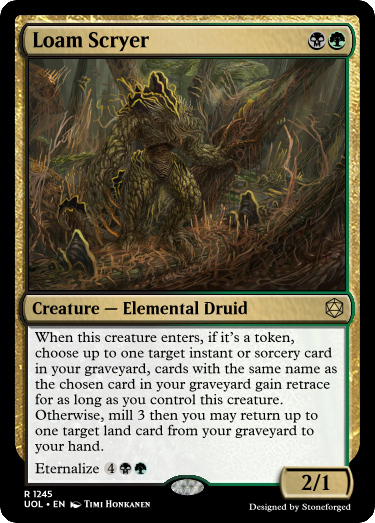 Loam Scryer
Creature — Elemental Druid
When this creature enters, if it's a token,
choose up to one target instant or sorcery card
in your graveyard, cards with the same name as
the chosen card in your graveyard gain retrace
for as long as you control this creature.
Otherwise, mill 3 then you may return up to
one target land card from your graveyard to
your hand.
Eternalize 4
2/1
R 1245
UOL • EN Timi Honkanen
Designed by Stoneforged